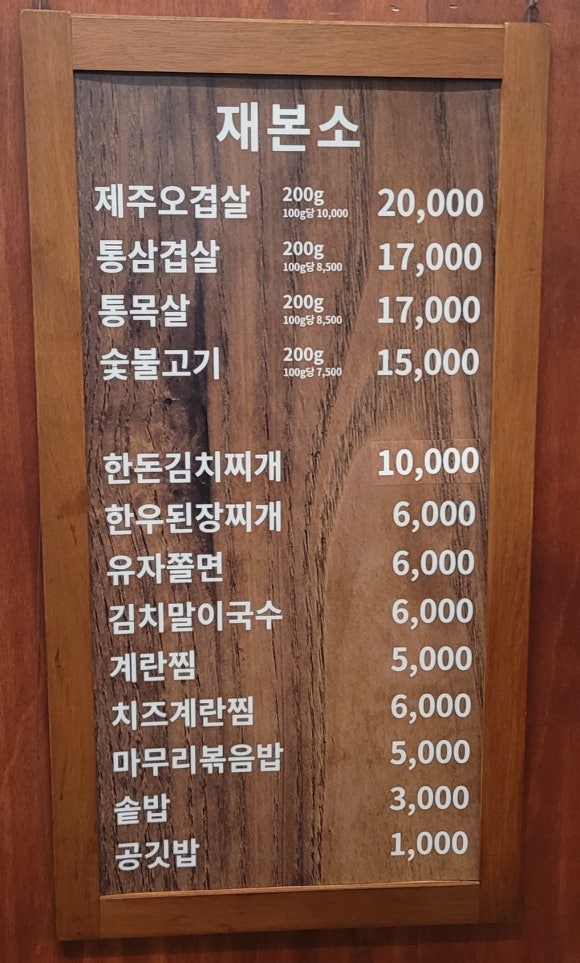 재본소
제주오겹살 200g 100g당 10,000 20,000
통삼겹살 200g 100g당 8,500 17,000
통목살 200g 100g당 8,500 17,000
숯불고기 200g 100g당 7,500 15,000
한돈김치찌개 10,000
한우된장찌개 6,000
유자쫄면 6,000
김치말이국수 6,000
계란찜 5,000
치즈계란찜 6,000
마무리볶음밥 5,000
솥밥 3,000
공깃밥 1,000